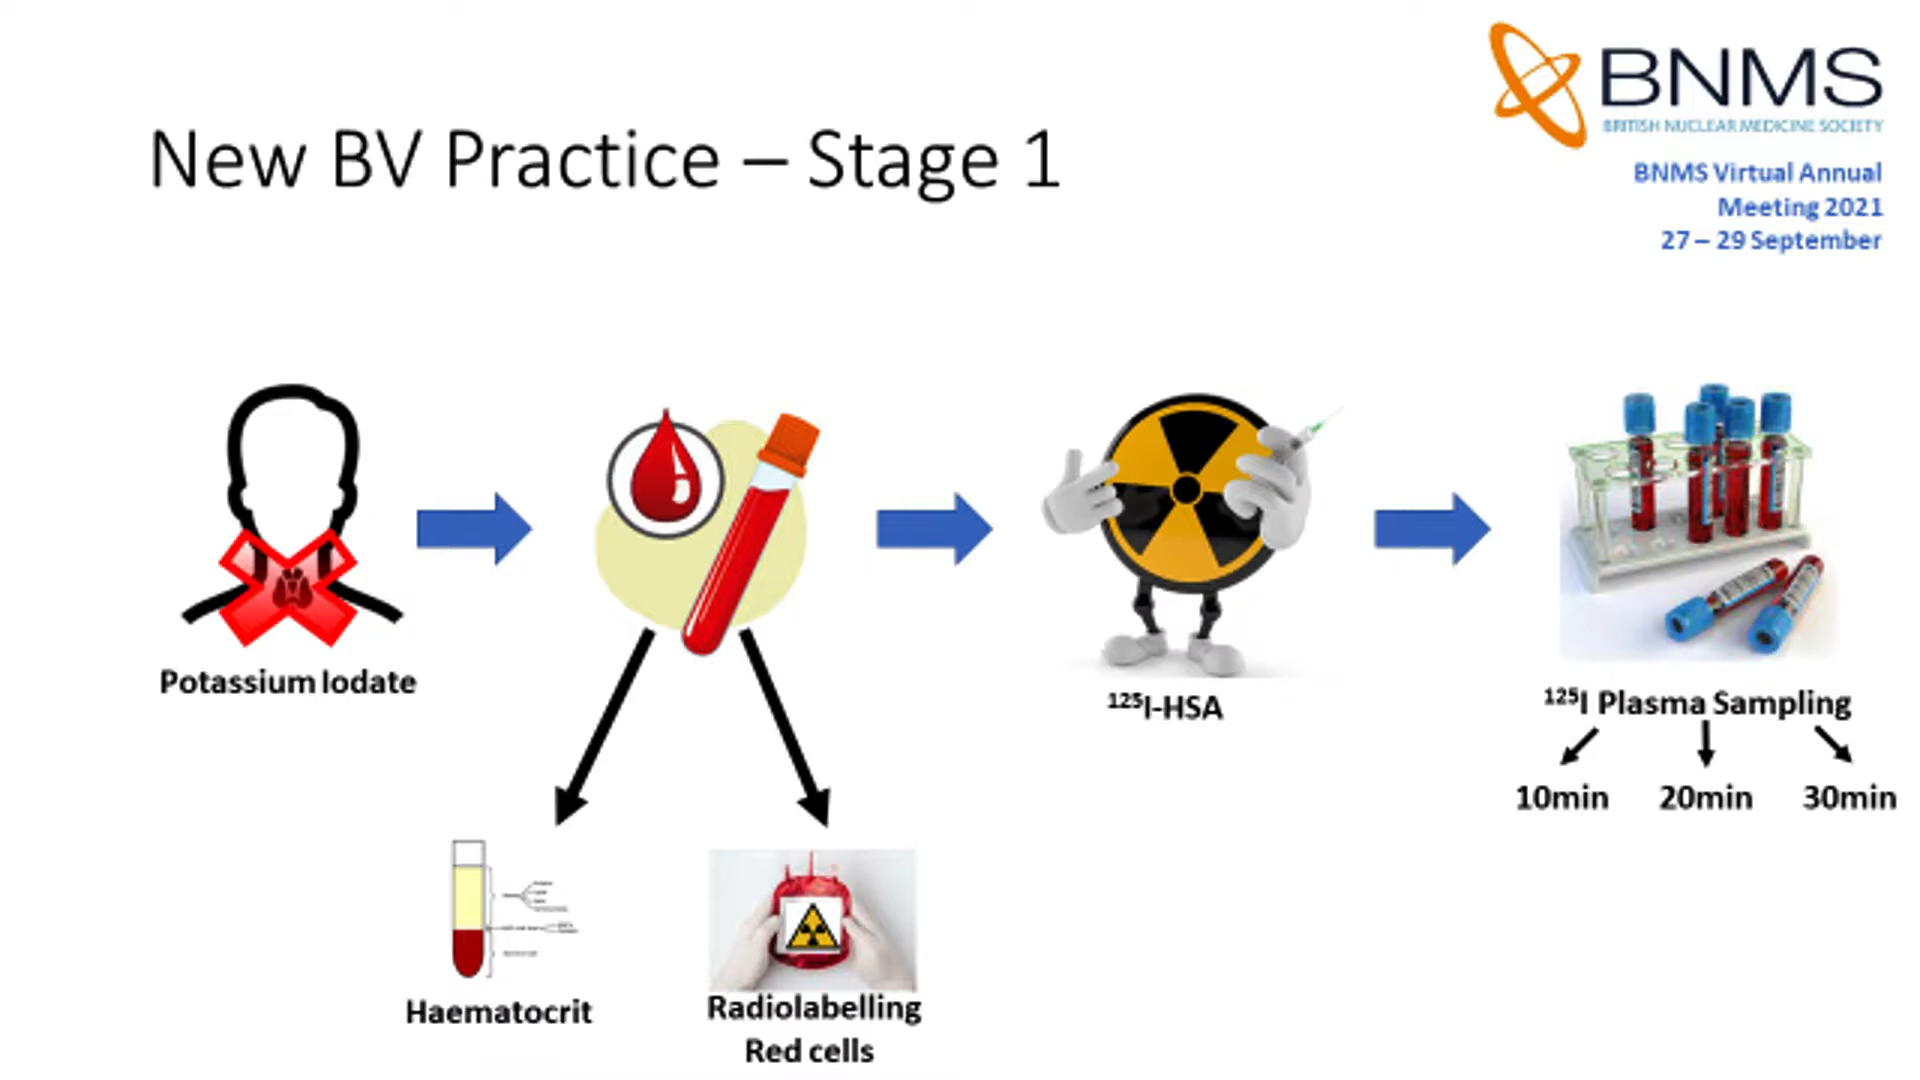 New BV Practice – Stage 1
BNMS
BRITISH NUCLEAR MEDICINE SOCIETY
BNMS Virtual Annual
Meeting 2021
27 – 29 September
Potassium Iodate
¹²⁵I-HSA
¹²⁵I Plasma Sampling
10min 20min 30min
Haematocrit
Radiolabelling
Red cells